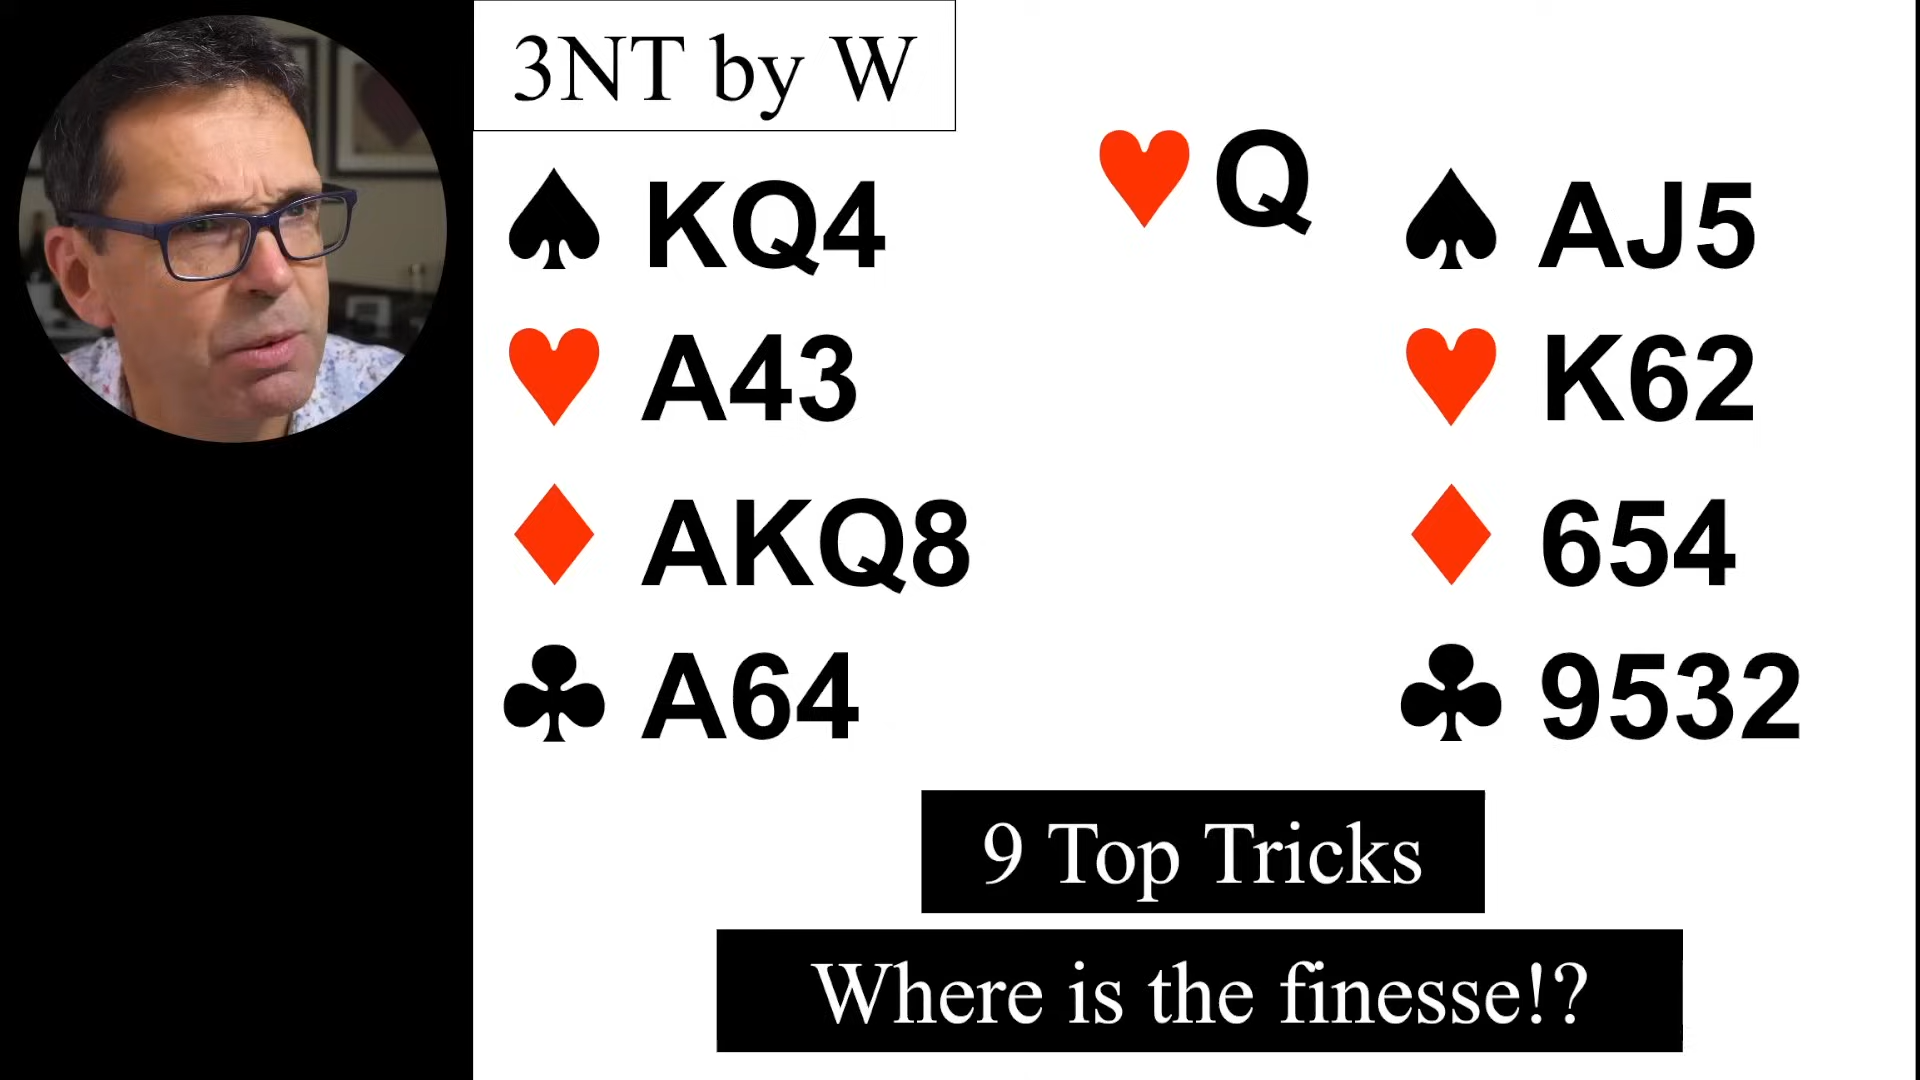 3NT by W
♥ Q
♠ KQ4
♥ A43
♦ AKQ8
♣ A64
♠ AJ5
♥ K62
♦ 654
♣ 9532
9 Top Tricks
Where is the finesse!?